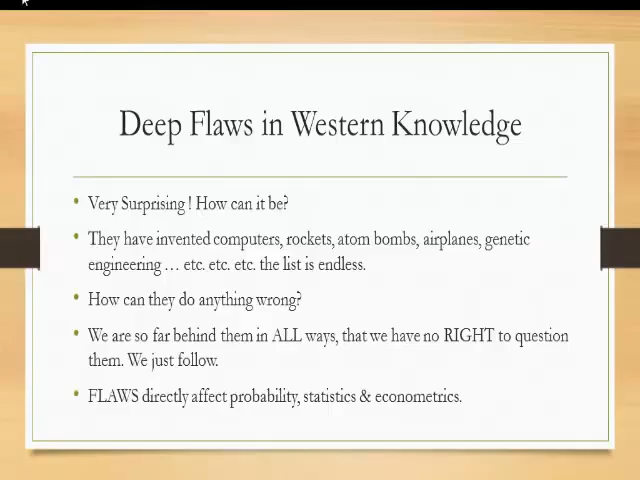 Deep Flaws in Western Knowledge
• Very Surprising ! How can it be?
• They have invented computers, rockets, atom bombs, airplanes, genetic
engineering … etc. etc. etc. the list is endless.
• How can they do anything wrong?
• We are so far behind them in ALL ways, that we have no RIGHT to question
them. We just follow.
• FLAWS directly affect probability, statistics & econometrics.